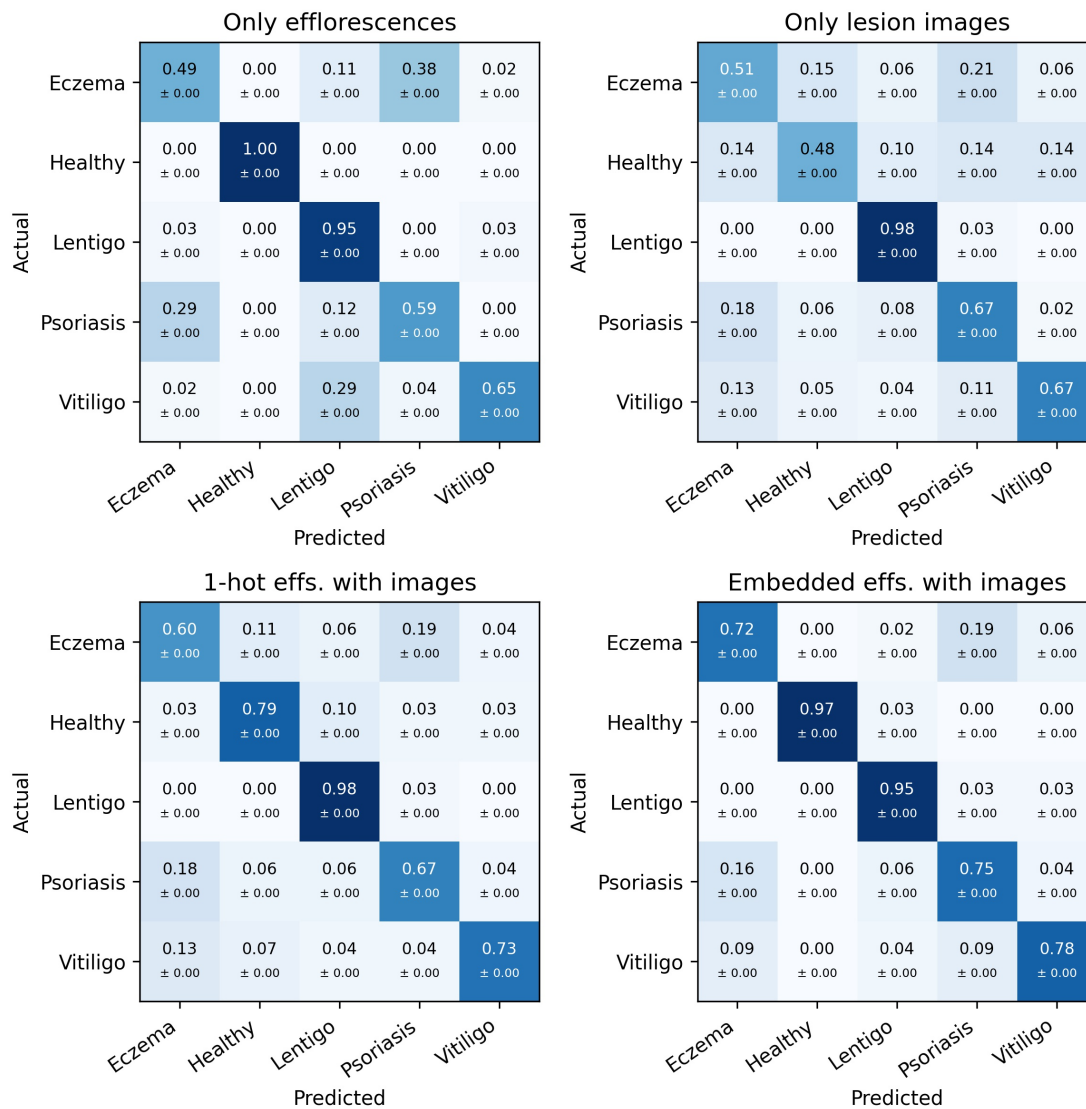 Only efflorescences
Actual
Eczema
0.49 0.00 0.11 0.38 0.02
± 0.00 ± 0.00 ± 0.00 ± 0.00 ± 0.00
Healthy
0.00 1.00 0.00 0.00 0.00
± 0.00 ± 0.00 ± 0.00 ± 0.00 ± 0.00
Lentigo
0.03 0.00 0.95 0.00 0.03
± 0.00 ± 0.00 ± 0.00 ± 0.00 ± 0.00
Psoriasis
0.29 0.00 0.12 0.59 0.00
± 0.00 ± 0.00 ± 0.00 ± 0.00 ± 0.00
Vitiligo
0.02 0.00 0.29 0.04 0.65
± 0.00 ± 0.00 ± 0.00 ± 0.00 ± 0.00
Eczema Healthy Lentigo Psoriasis Vitiligo
Predicted
Only lesion images
Actual
Eczema
0.51 0.15 0.06 0.21 0.06
± 0.00 ± 0.00 ± 0.00 ± 0.00 ± 0.00
Healthy
0.14 0.48 0.10 0.14 0.14
± 0.00 ± 0.00 ± 0.00 ± 0.00 ± 0.00
Lentigo
0.00 0.00 0.98 0.03 0.00
± 0.00 ± 0.00 ± 0.00 ± 0.00 ± 0.00
Psoriasis
0.18 0.06 0.08 0.67 0.02
± 0.00 ± 0.00 ± 0.00 ± 0.00 ± 0.00
Vitiligo
0.13 0.05 0.04 0.11 0.67
± 0.00 ± 0.00 ± 0.00 ± 0.00 ± 0.00
Eczema Healthy Lentigo Psoriasis Vitiligo
Predicted
1-hot effs. with images
Actual
Eczema
0.60 0.11 0.06 0.19 0.04
± 0.00 ± 0.00 ± 0.00 ± 0.00 ± 0.00
Healthy
0.03 0.79 0.10 0.03 0.03
± 0.00 ± 0.00 ± 0.00 ± 0.00 ± 0.00
Lentigo
0.00 0.00 0.98 0.03 0.00
± 0.00 ± 0.00 ± 0.00 ± 0.00 ± 0.00
Psoriasis
0.18 0.06 0.06 0.67 0.04
± 0.00 ± 0.00 ± 0.00 ± 0.00 ± 0.00
Vitiligo
0.13 0.07 0.04 0.04 0.73
± 0.00 ± 0.00 ± 0.00 ± 0.00 ± 0.00
Eczema Healthy Lentigo Psoriasis Vitiligo
Predicted
Embedded effs. with images
Actual
Eczema
0.72 0.00 0.02 0.19 0.06
± 0.00 ± 0.00 ± 0.00 ± 0.00 ± 0.00
Healthy
0.00 0.97 0.03 0.00 0.00
± 0.00 ± 0.00 ± 0.00 ± 0.00 ± 0.00
Lentigo
0.00 0.00 0.95 0.03 0.03
± 0.00 ± 0.00 ± 0.00 ± 0.00 ± 0.00
Psoriasis
0.16 0.00 0.06 0.75 0.04
± 0.00 ± 0.00 ± 0.00 ± 0.00 ± 0.00
Vitiligo
0.09 0.00 0.04 0.09 0.78
± 0.00 ± 0.00 ± 0.00 ± 0.00 ± 0.00
Eczema Healthy Lentigo Psoriasis Vitiligo
Predicted